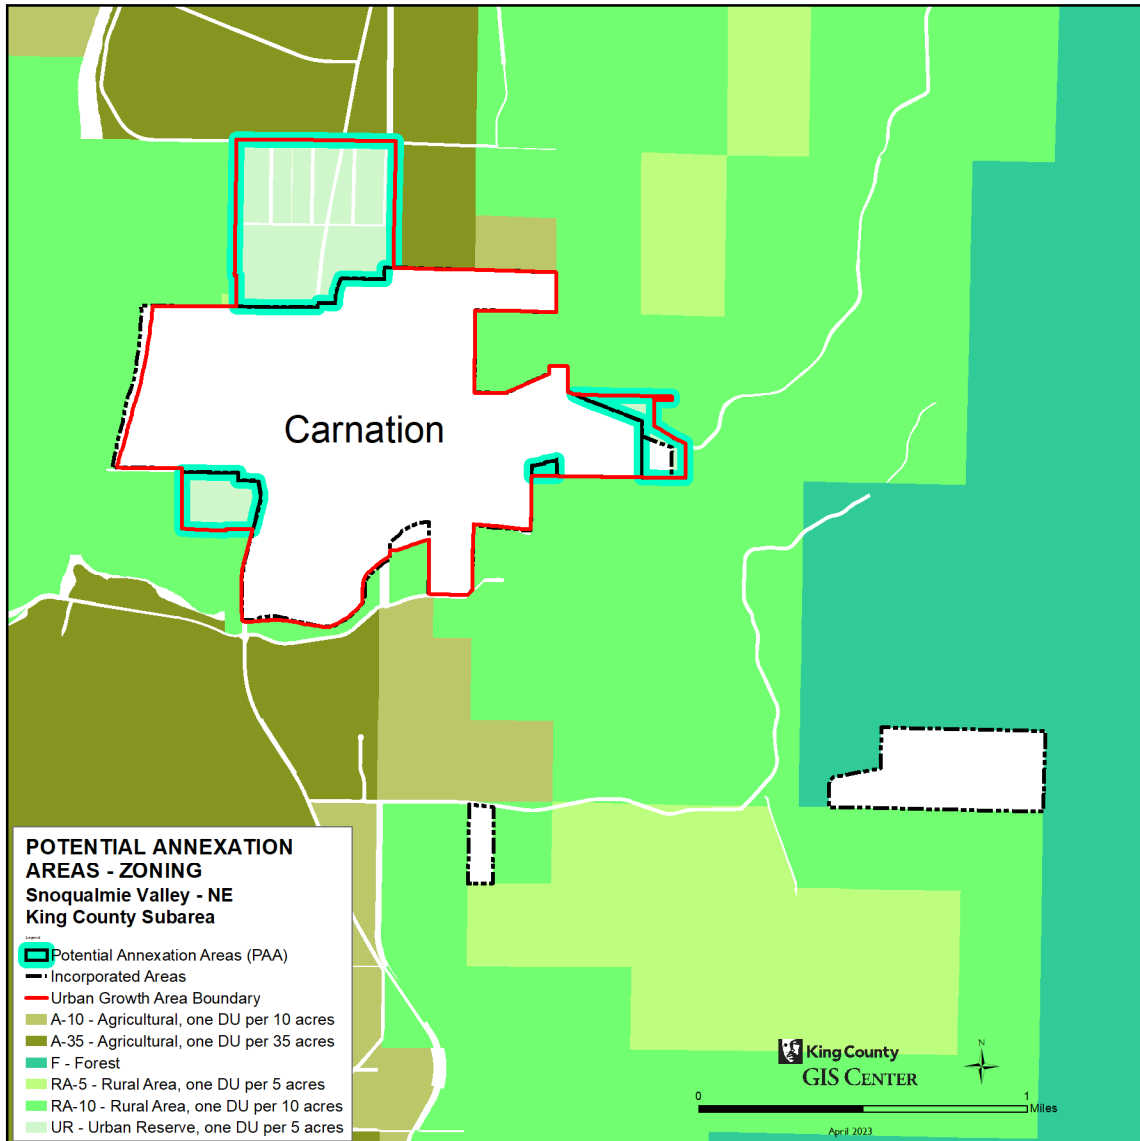 Carnation
POTENTIAL ANNEXATION
AREAS - ZONING
Snoqualmie Valley - NE
King County Subarea
Legend
Potential Annexation Areas (PAA)
Incorporated Areas
Urban Growth Area Boundary
A-10 - Agricultural, one DU per 10 acres
A-35 - Agricultural, one DU per 35 acres
F - Forest
RA-5 - Rural Area, one DU per 5 acres
RA-10 - Rural Area, one DU per 10 acres
UR - Urban Reserve, one DU per 5 acres
King County
GIS CENTER
N
0 1
Miles
April 2023